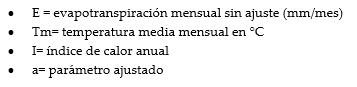 • E = evapotranspiración mensual sin ajuste (mm/mes)
• Tm= temperatura media mensual en °C
• I= índice de calor anual
• a= parámetro ajustado